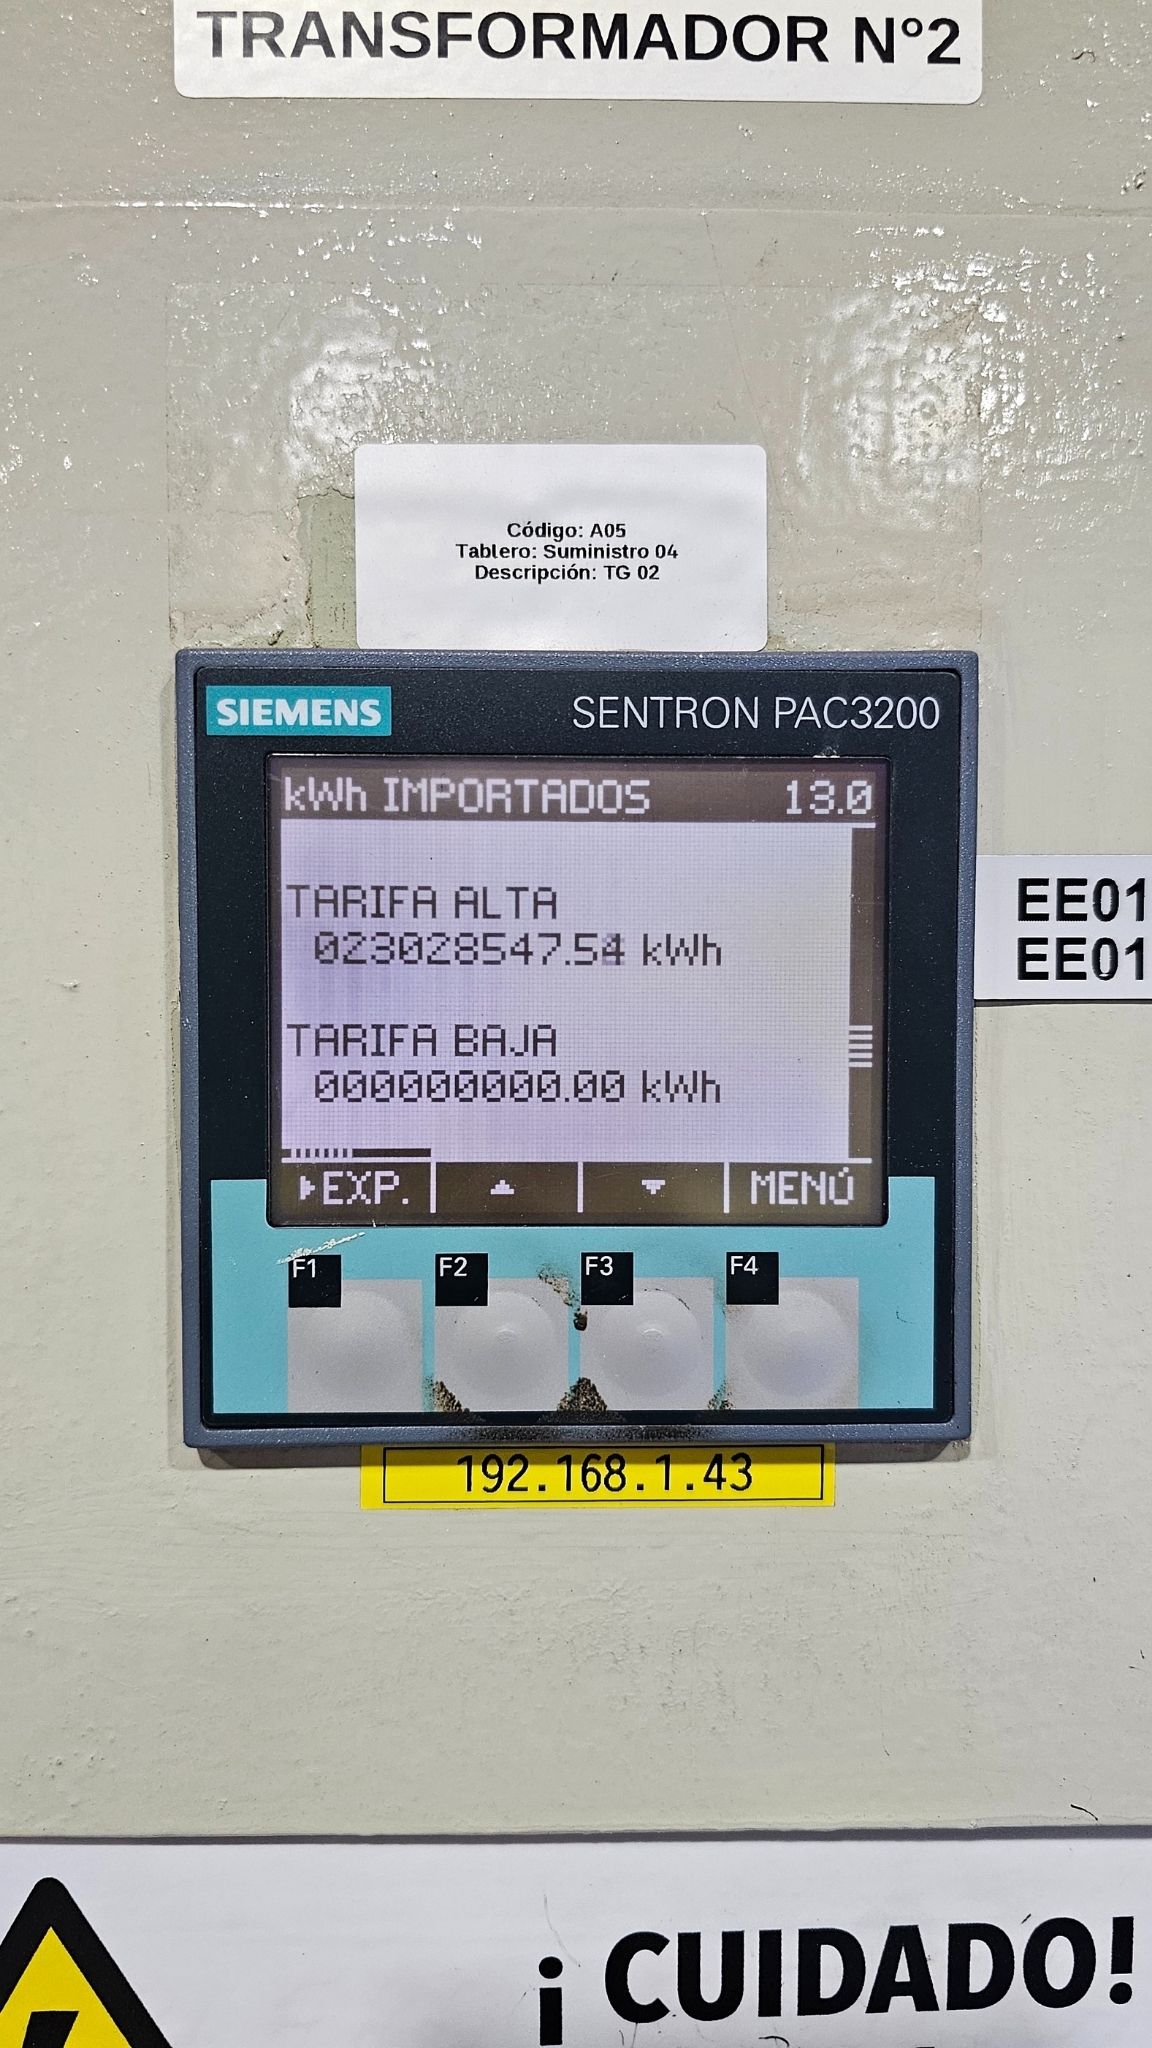 TRANSFORMADOR N°2
Código: A05
Tablero: Suministro 04
Descripción: TG 02
SIEMENS
SENTRON PAC3200
kWh IMPORTADOS 13.0
TARIFA ALTA
023028547.54 kWh
TARIFA BAJA
000000000.00 kWh
EE01
EE01
▸EXP. ▲ ▼ MENÚ
F1 F2 F3 F4
192.168.1.43
¡CUIDADO!